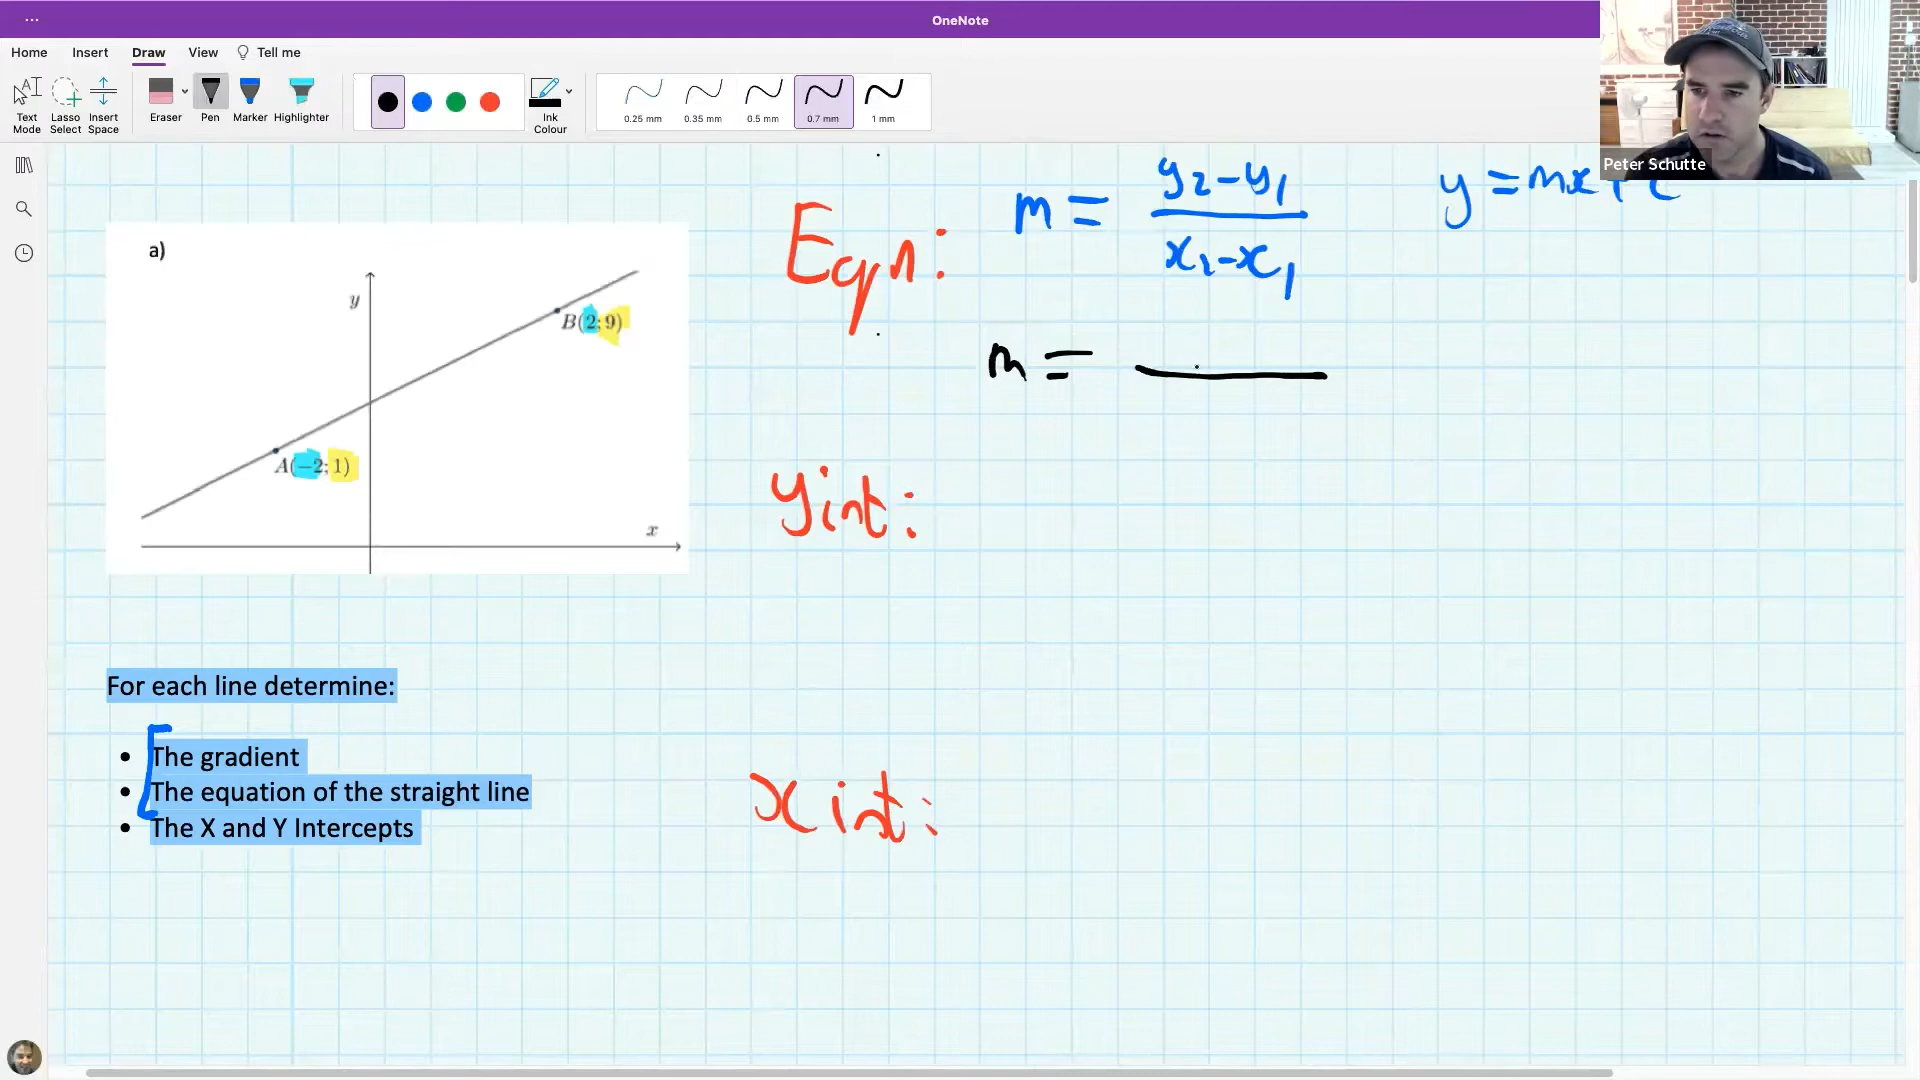 OneNote
Home Insert Draw View Tell me
Text Mode
Lasso Select
Insert Space
Eraser
Pen
Marker
Highlighter
Ink Colour
0.25 mm
0.35 mm
0.5 mm
0.7 mm
1 mm
Peter Schutte
a)
y
B(2; 9)
A(−2; 1)
x
Eqn:
m = y2-y1 / x2-x1
y = mx + c
m =
y int:
x int:
For each line determine:
• The gradient
• The equation of the straight line
• The X and Y Intercepts